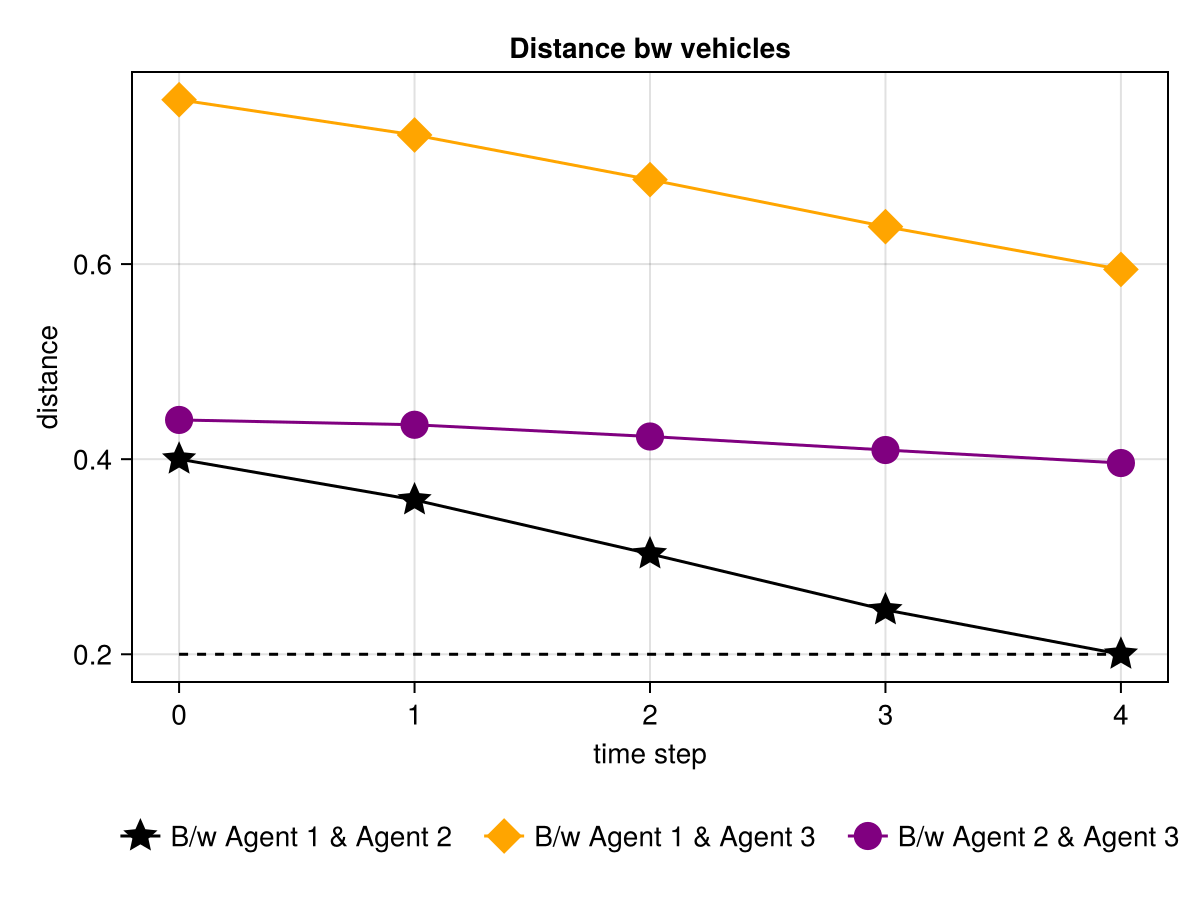 Distance bw vehicles
distance
0.6
0.4
0.2
0 1 2 3 4
time step
B/w Agent 1 & Agent 2 B/w Agent 1 & Agent 3 B/w Agent 2 & Agent 3